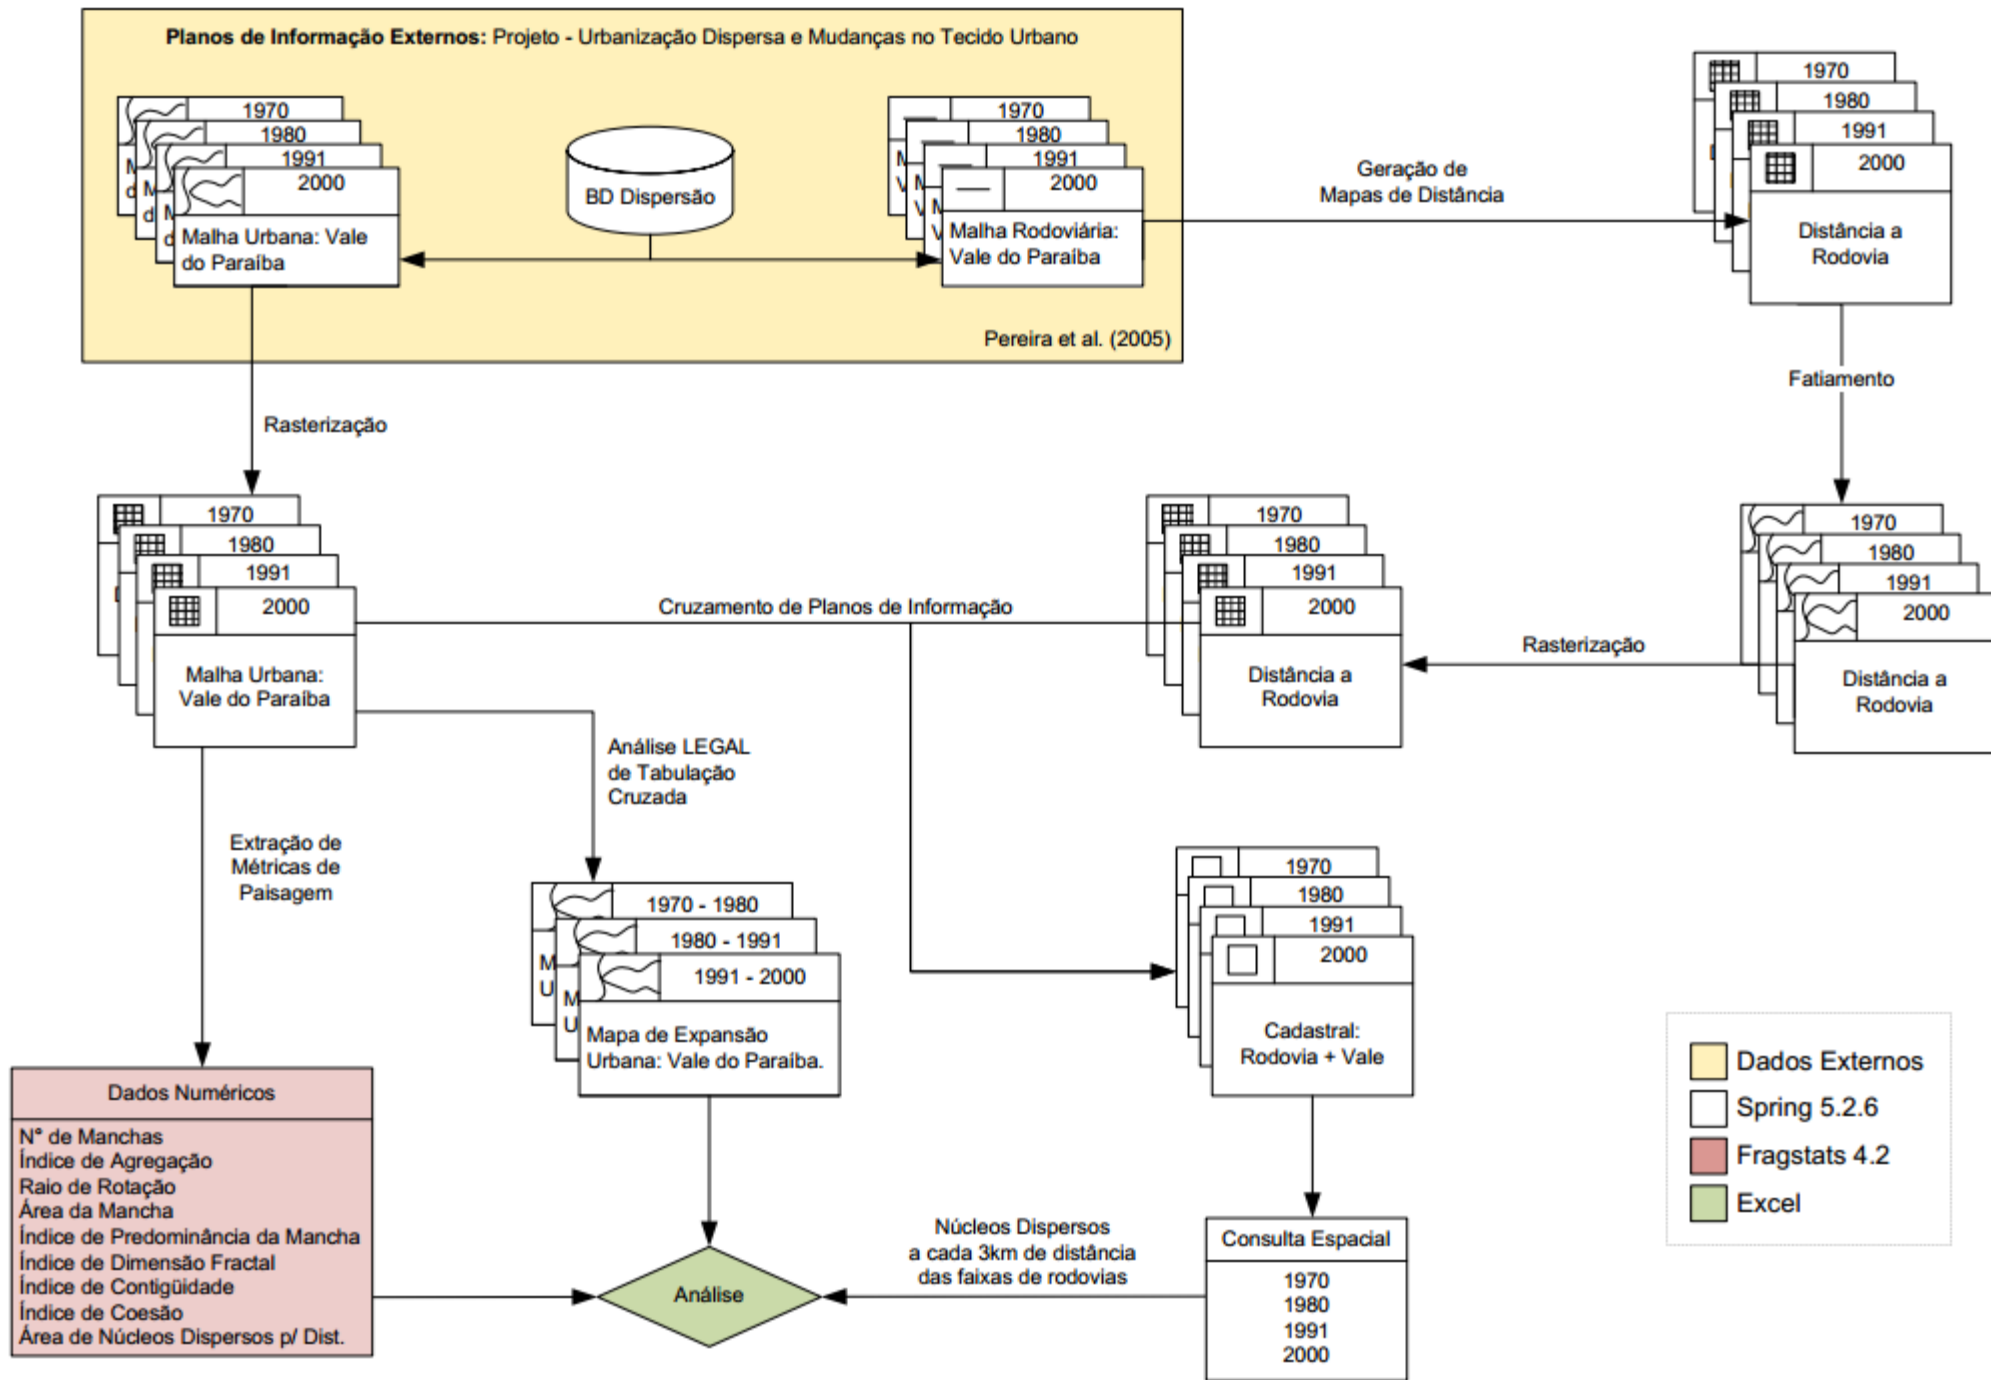 Planos de Informação Externos: Projeto - Urbanização Dispersa e Mudanças no Tecido Urbano
1970
1980
1991
2000
Malha Urbana: Vale
do Paraíba
BD Dispersão
1970
1980
1991
2000
Malha Rodoviária:
Vale do Paraíba
Pereira et al. (2005)
Geração de
Mapas de Distância
1970
1980
1991
2000
Distância a
Rodovia
Fatiamento
Rasterização
1970
1980
1991
2000
Malha Urbana:
Vale do Paraíba
Cruzamento de Planos de Informação
1970
1980
1991
2000
Distância a
Rodovia
Rasterização
1970
1980
1991
2000
Distância a
Rodovia
Análise LEGAL
de Tabulação
Cruzada
Extração de
Métricas de
Paisagem
1970 - 1980
1980 - 1991
1991 - 2000
M
U
M
U
Mapa de Expansão
Urbana: Vale do Paraíba.
1970
1980
1991
2000
Cadastral:
Rodovia + Vale
Dados Externos
Spring 5.2.6
Fragstats 4.2
Excel
Dados Numéricos
N° de Manchas
Índice de Agregação
Raio de Rotação
Área da Mancha
Índice de Predominância da Mancha
Índice de Dimensão Fractal
Índice de Contigüidade
Índice de Coesão
Área de Núcleos Dispersos p/ Dist.
Análise
Núcleos Dispersos
a cada 3km de distância
das faixas de rodovias
Consulta Espacial
1970
1980
1991
2000